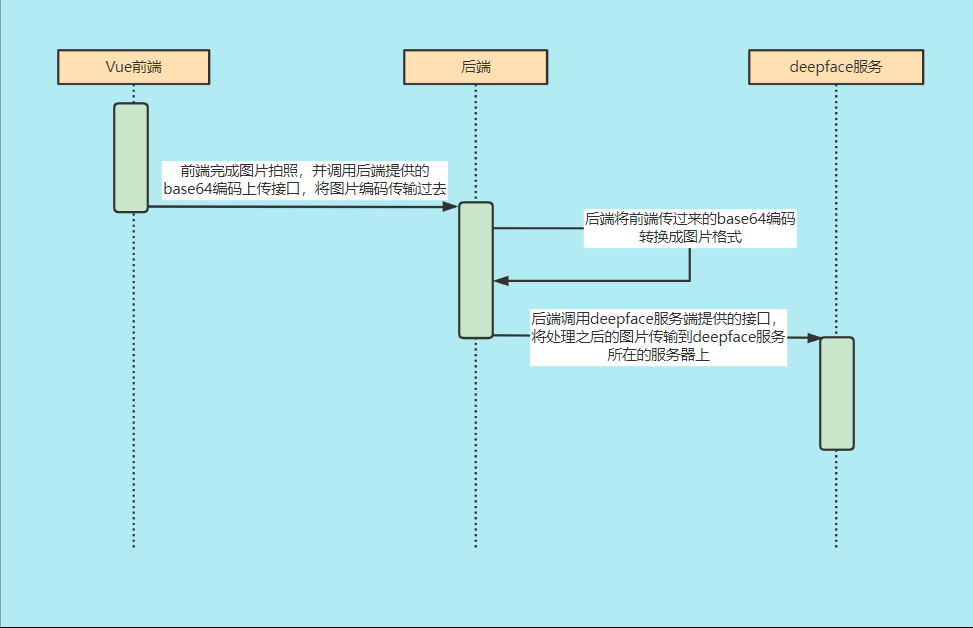 Vue前端
后端
deepface服务
前端完成图片拍照，并调用后端提供的
base64编码上传接口，将图片编码传输过去
后端将前端传过来的base64编码
转换成图片格式
后端调用deepface服务端提供的接口，
将处理之后的图片传输到deepface服务
所在的服务器上